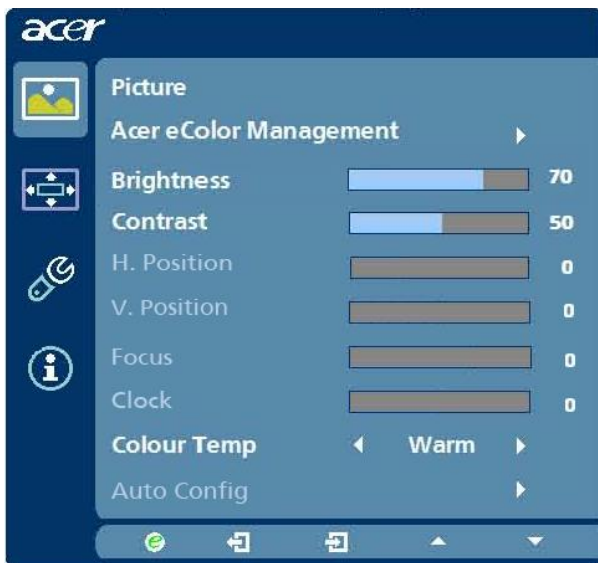 acer
Picture
Acer eColor Management
Brightness 70
Contrast 50
H. Position 0
V. Position 0
Focus 0
Clock 0
Colour Temp Warm
Auto Config